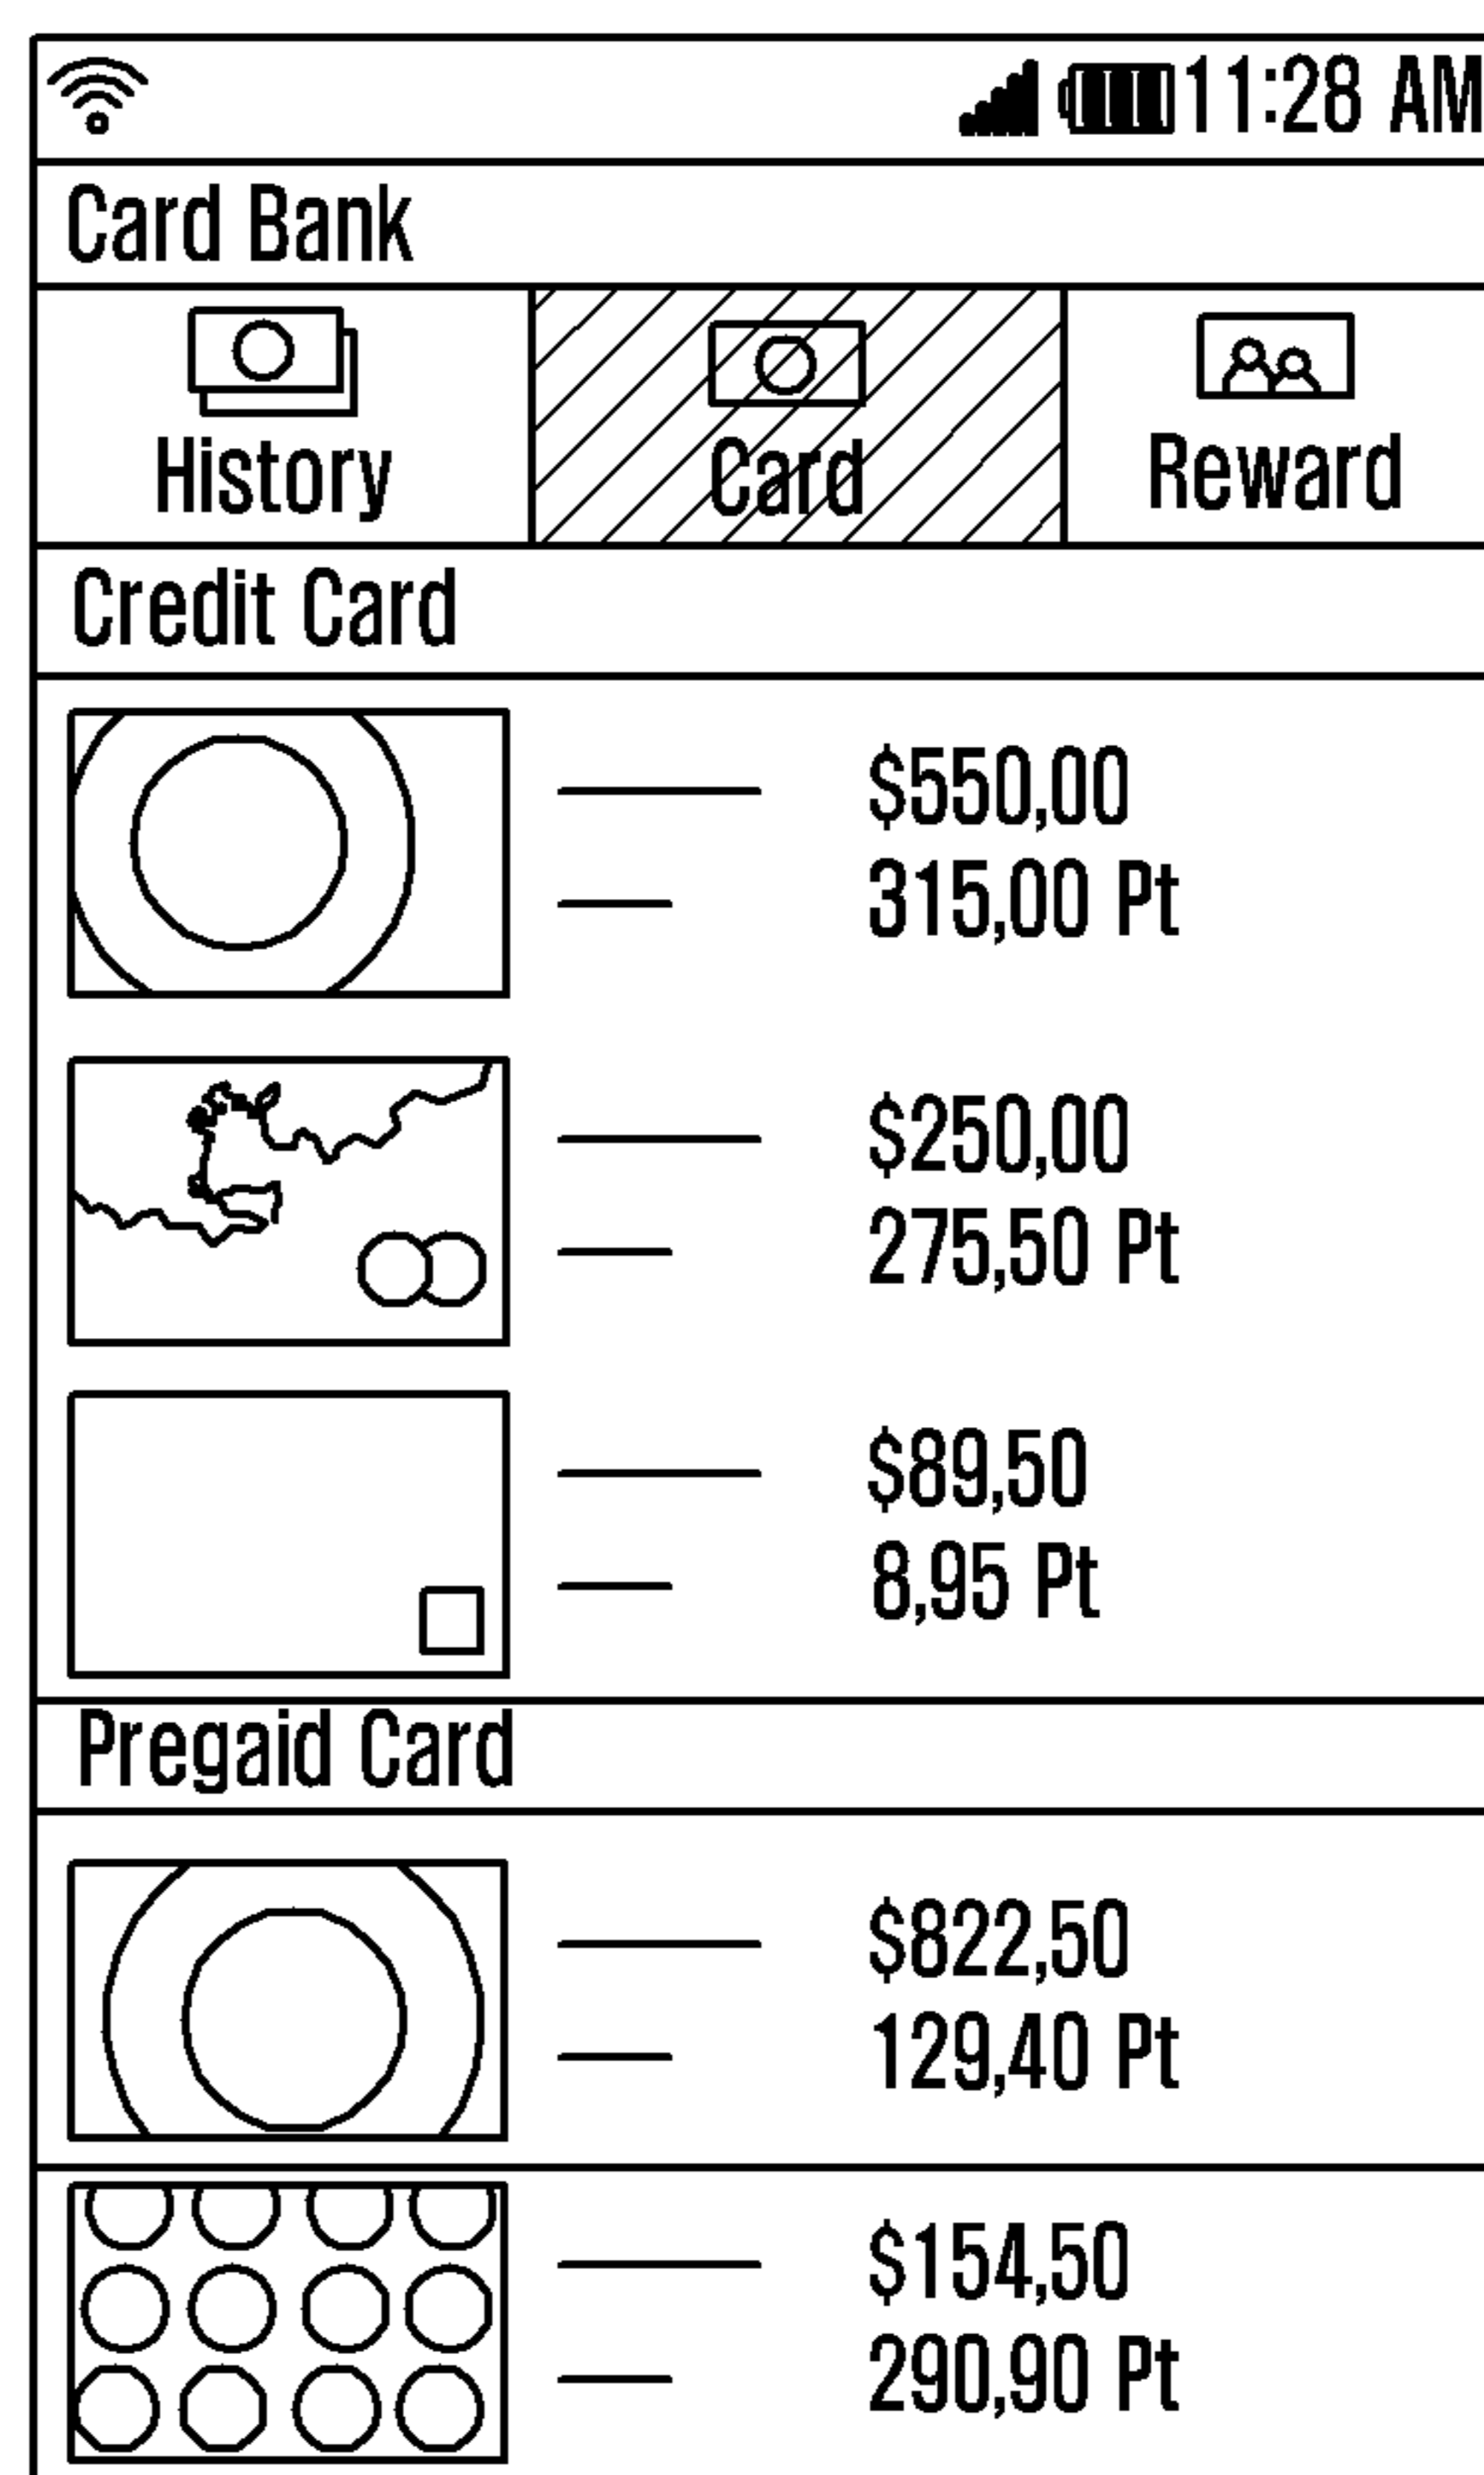 11:28 AM
Card Bank
History
Card
Reward
Credit Card
$550,00
315,00 Pt
$250,00
275,50 Pt
$89,50
8,95 Pt
Pregaid Card
$822,50
129,40 Pt
$154,50
290,90 Pt